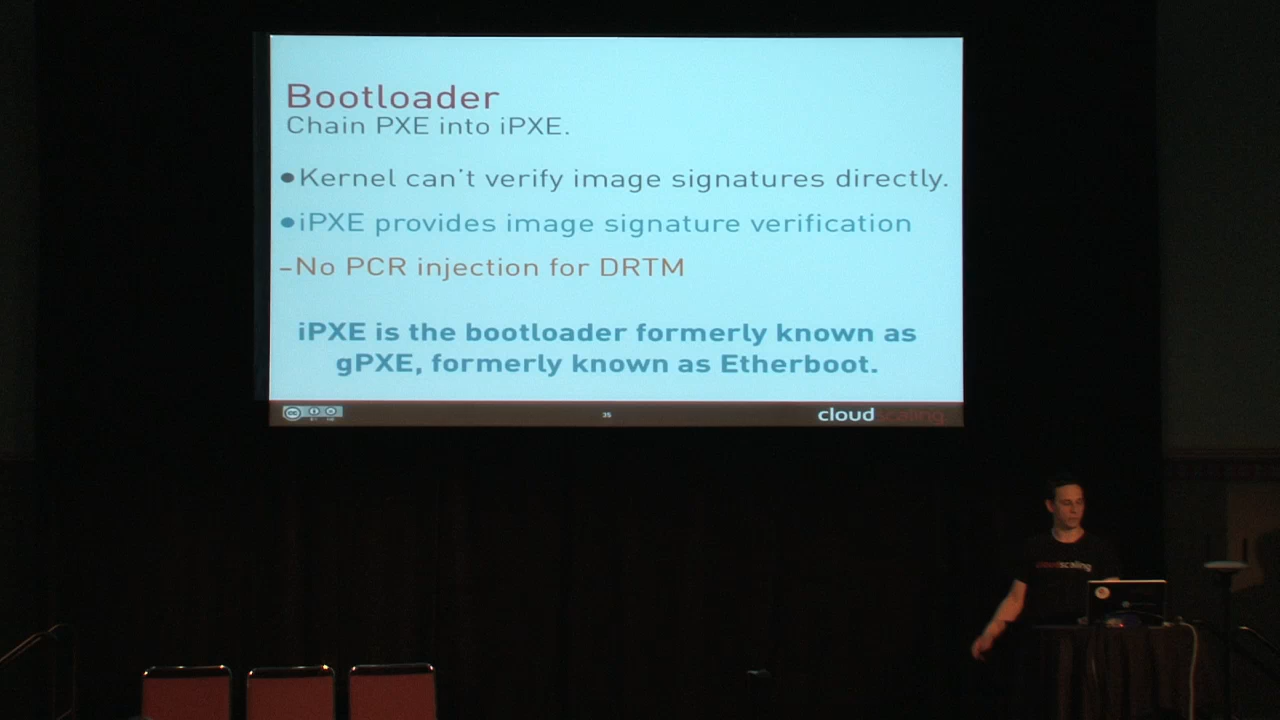 Bootloader
Chain PXE into iPXE.
•Kernel can't verify image signatures directly.
•iPXE provides image signature verification
–No PCR injection for DRTM
iPXE is the bootloader formerly known as
gPXE, formerly known as Etherboot.
35
cloudscaling
cloudscaling